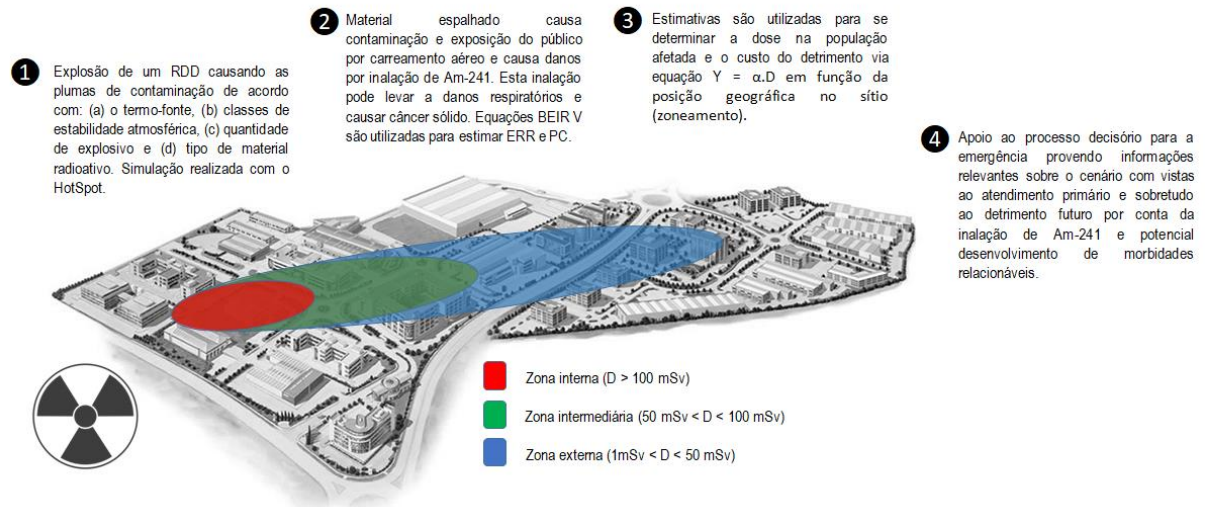 1
Explosão de um RDD causando as
plumas de contaminação de acordo
com: (a) o termo-fonte, (b) classes de
estabilidade atmosférica, (c) quantidade
de explosivo e (d) tipo de material
radioativo. Simulação realizada com o
HotSpot.
2
Material espalhado causa
contaminação e exposição do público
por carreamento aéreo e causa danos
por inalação de Am-241. Esta inalação
pode levar a danos respiratórios e
causar câncer sólido. Equações BEIR V
são utilizadas para estimar ERR e PC.
3
Estimativas são utilizadas para se
determinar a dose na população
afetada e o custo do detrimento via
equação Y = α.D em função da
posição geográfica no sítio
(zoneamento).
4
Apoio ao processo decisório para a
emergência provendo informações
relevantes sobre o cenário com vistas
ao atendimento primário e sobretudo
ao detrimento futuro por conta da
inalação de Am-241 e potencial
desenvolvimento de morbidades
relacionáveis.
Zona interna (D > 100 mSv)
Zona intermediária (50 mSv < D < 100 mSv)
Zona externa (1mSv < D < 50 mSv)